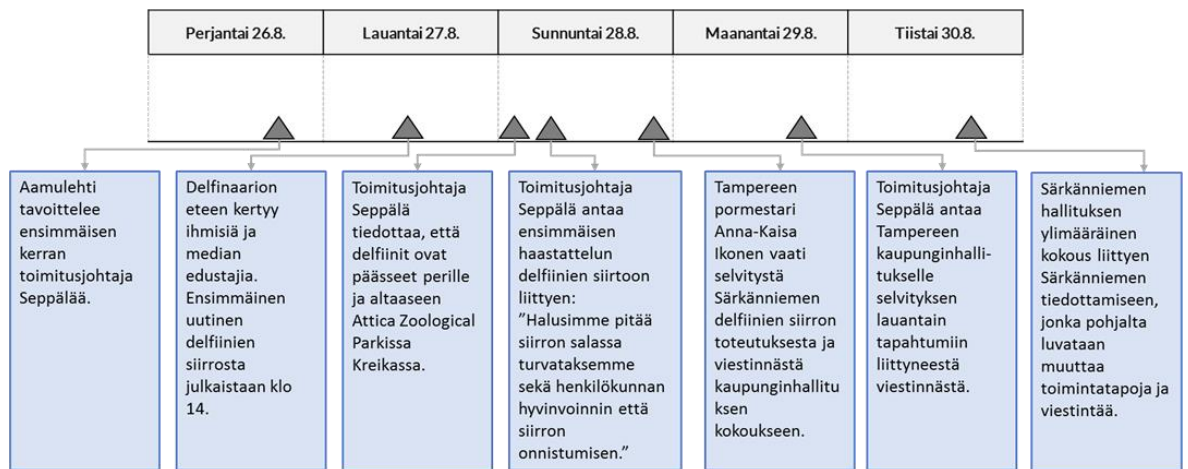 Perjantai 26.8.
Lauantai 27.8.
Sunnuntai 28.8.
Maanantai 29.8.
Tiistai 30.8.
Aamulehti
tavoittelee
ensimmäisen
kerran
toimitusjohtaja
Seppälää.
Delfinaarion
eteen kertyy
ihmisiä ja
median
edustajia.
Ensimmäinen
uutinen
delfiinien
siirrosta
julkaistaan klo
14.
Toimitusjohtaja
Seppälä
tiedottaa, että
delfiinit ovat
päässeet perille
ja altaaseen
Attica Zoological
Parkissa
Kreikassa.
Toimitusjohtaja
Seppälä antaa
ensimmäisen
haastattelun
delfiinien siirtoon
liittyen:
”Halusimme pitää
siirron salassa
turvataksemme
sekä henkilökunnan
hyvinvoinnin että
siirron
onnistumisen.”
Tampereen
pormestari
Anna-Kaisa
Ikonen vaati
selvitystä
Särkänniemen
delfiinien siirron
toteutuksesta ja
viestinnästä
kaupunginhallitu
ksen
kokoukseen.
Toimitusjohtaja
Seppälä antaa
Tampereen
kaupunginhalli-
tukselle
selvityksen
lauantain
tapahtumiin
liittyneestä
viestinnästä.
Särkänniemen
hallituksen
ylimääräinen
kokous liittyen
Särkänniemen
tiedottamiseen,
jonka pohjalta
luvataan
muuttaa
toimintatapoja ja
viestintää.